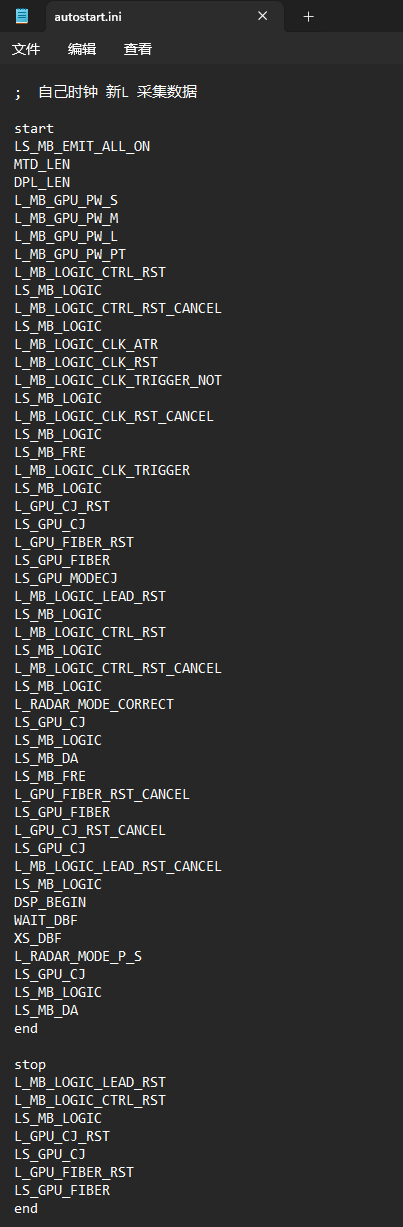 autostart.ini
文件 编辑 查看
; 自己时钟 新L 采集数据
start
LS_MB_EMIT_ALL_ON
MTD_LEN
DPL_LEN
L_MB_GPU_PW_S
L_MB_GPU_PW_M
L_MB_GPU_PW_L
L_MB_GPU_PW_PT
L_MB_LOGIC_CTRL_RST
LS_MB_LOGIC
L_MB_LOGIC_CTRL_RST_CANCEL
LS_MB_LOGIC
L_MB_LOGIC_CLK_ATR
L_MB_LOGIC_CLK_RST
L_MB_LOGIC_CLK_TRIGGER_NOT
LS_MB_LOGIC
L_MB_LOGIC_CLK_RST_CANCEL
LS_MB_LOGIC
LS_MB_FRE
L_MB_LOGIC_CLK_TRIGGER
LS_MB_LOGIC
L_GPU_CJ_RST
LS_GPU_CJ
L_GPU_FIBER_RST
LS_GPU_FIBER
LS_GPU_MODECJ
L_MB_LOGIC_LEAD_RST
LS_MB_LOGIC
L_MB_LOGIC_CTRL_RST
LS_MB_LOGIC
L_MB_LOGIC_CTRL_RST_CANCEL
LS_MB_LOGIC
L_RADAR_MODE_CORRECT
LS_GPU_CJ
LS_MB_LOGIC
LS_MB_DA
LS_MB_FRE
L_GPU_FIBER_RST_CANCEL
LS_GPU_FIBER
L_GPU_CJ_RST_CANCEL
LS_GPU_CJ
L_MB_LOGIC_LEAD_RST_CANCEL
LS_MB_LOGIC
DSP_BEGIN
WAIT_DBF
XS_DBF
L_RADAR_MODE_P_S
LS_GPU_CJ
LS_MB_LOGIC
LS_MB_DA
end
stop
L_MB_LOGIC_LEAD_RST
L_MB_LOGIC_CTRL_RST
LS_MB_LOGIC
L_GPU_CJ_RST
LS_GPU_CJ
L_GPU_FIBER_RST
LS_GPU_FIBER
end